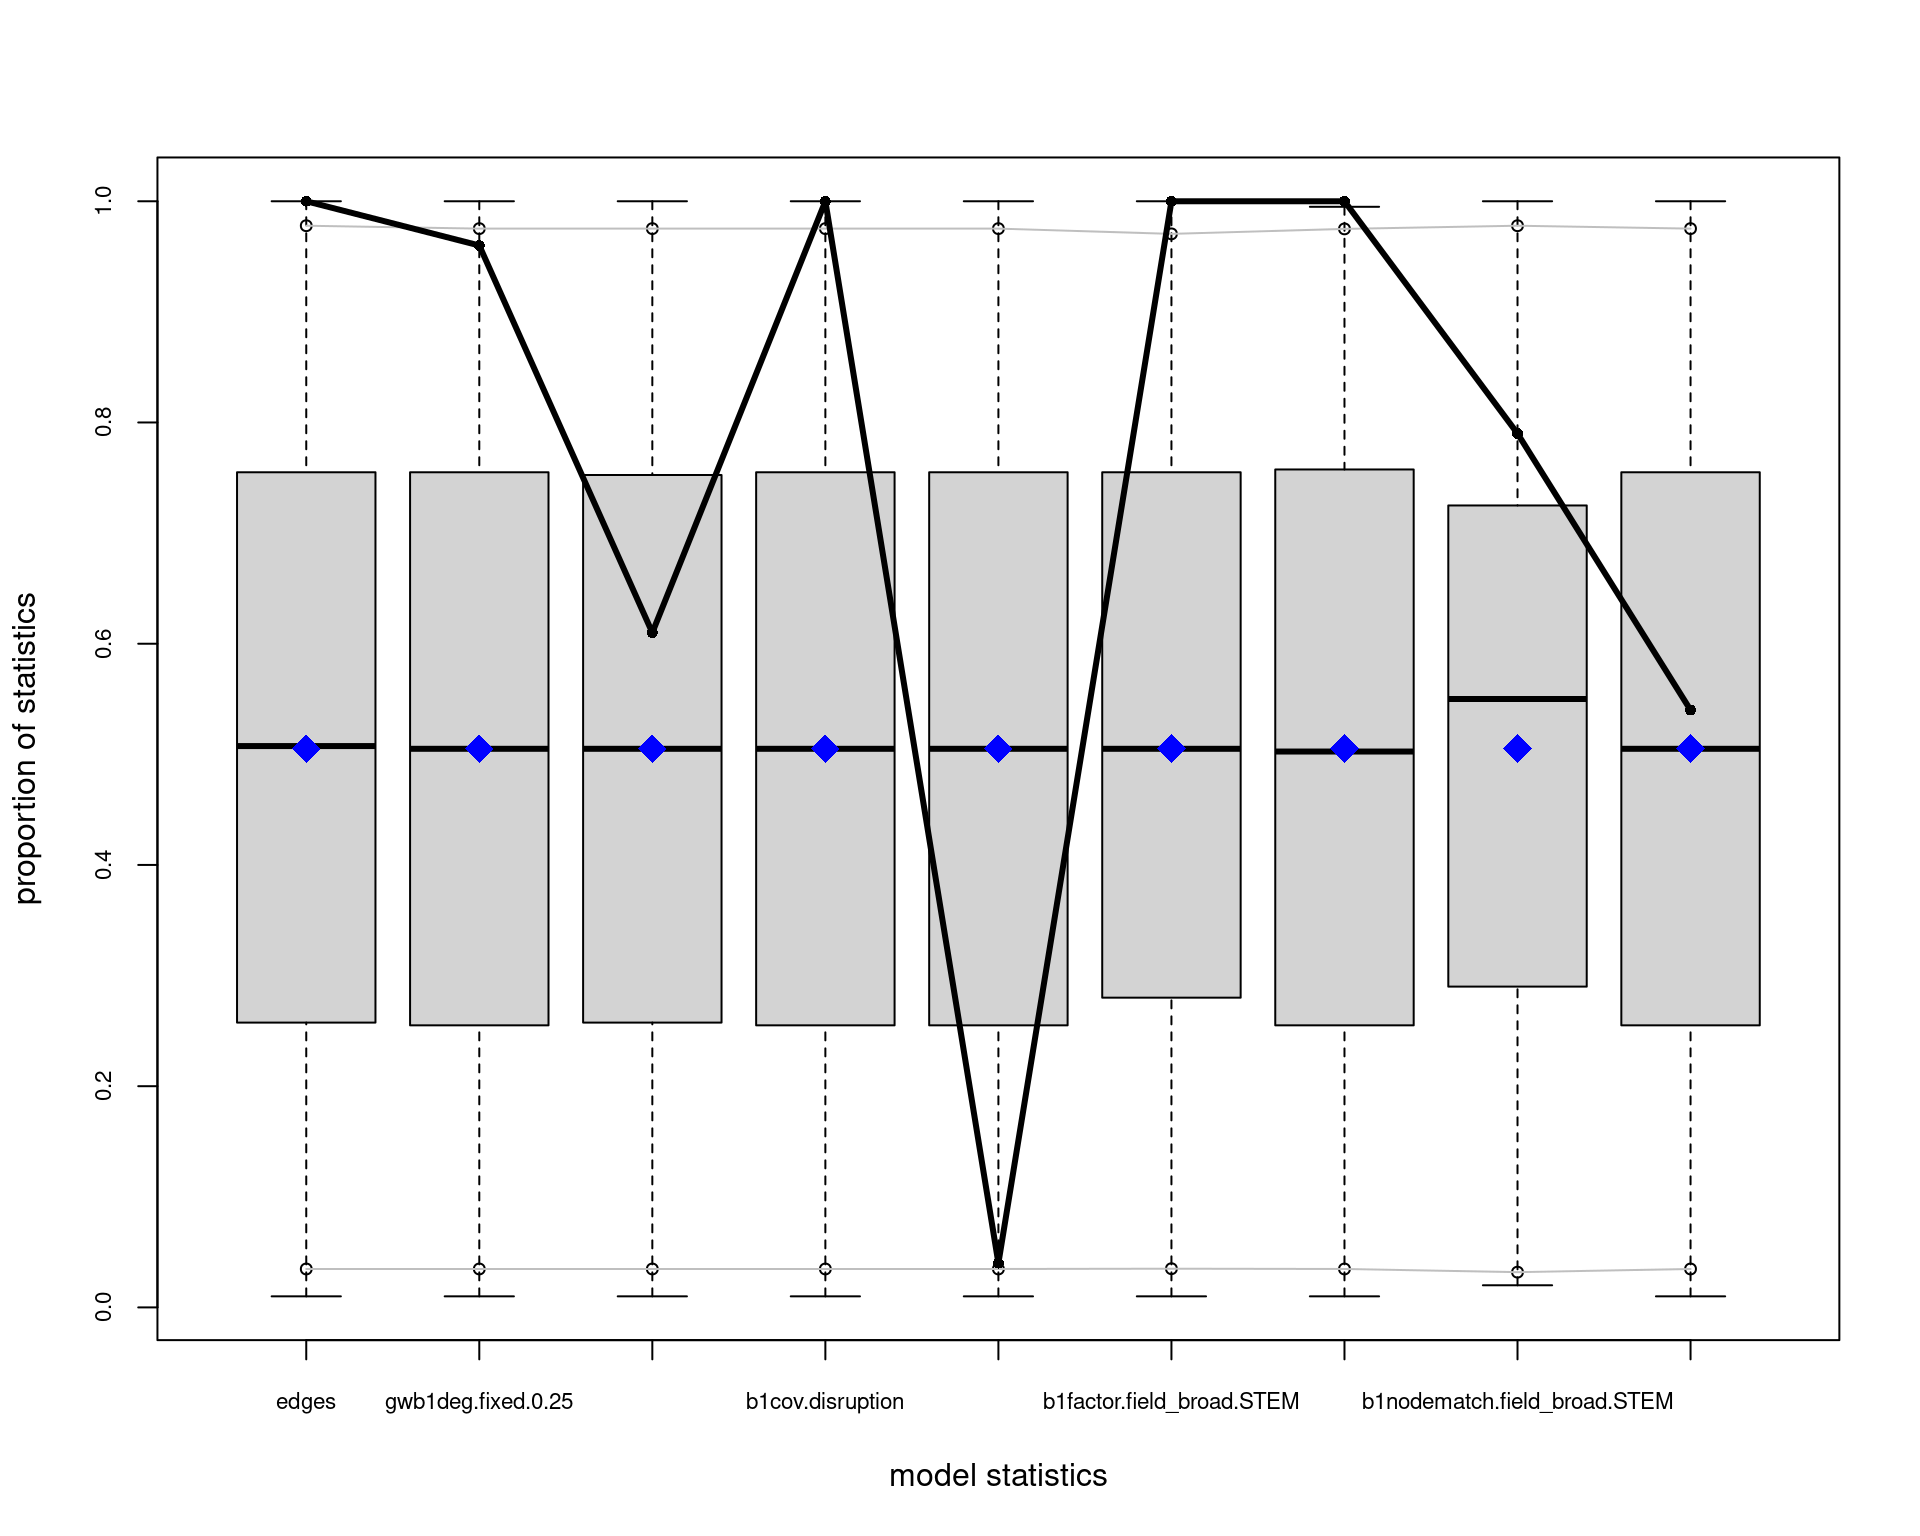 proportion of statistics
1.0
0.8
0.6
0.4
0.2
0.0
edges gwb1deg.fixed.0.25 b1cov.disruption b1factor.field_broad.STEM b1nodematch.field_broad.STEM
model statistics